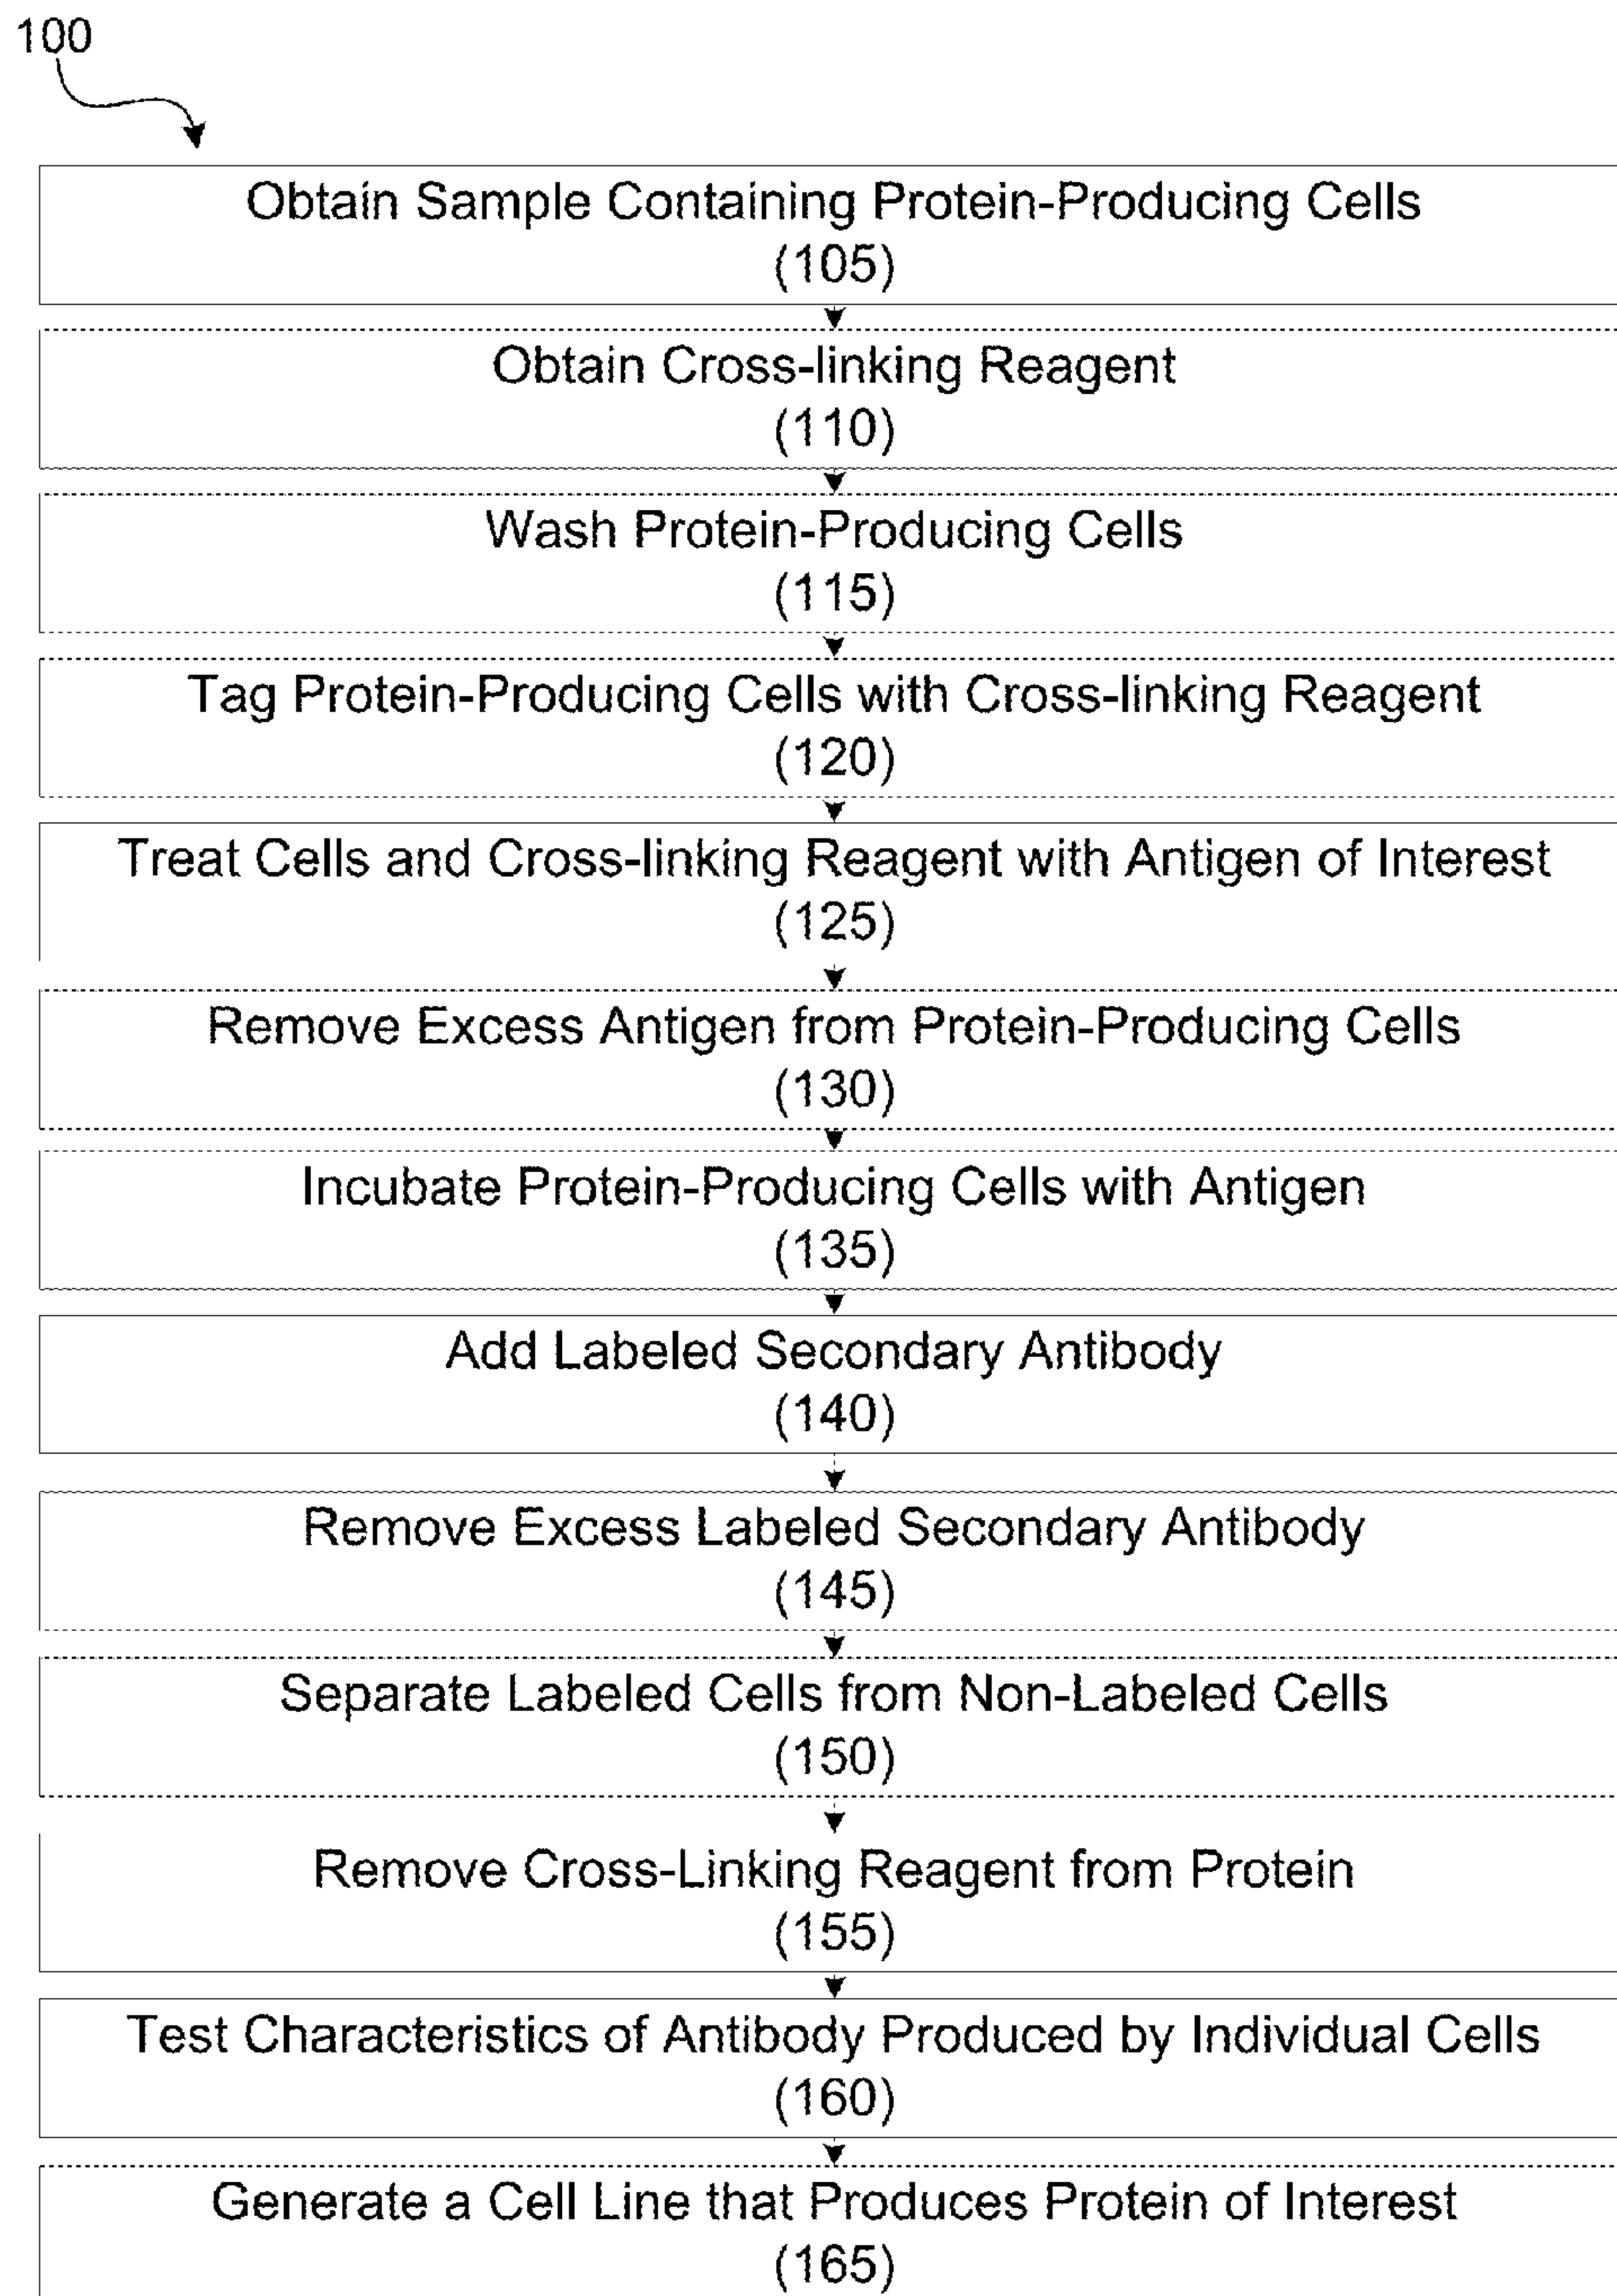 100
Obtain Sample Containing Protein-Producing Cells
(105)
Obtain Cross-linking Reagent
(110)
Wash Protein-Producing Cells
(115)
Tag Protein-Producing Cells with Cross-linking Reagent
(120)
Treat Cells and Cross-linking Reagent with Antigen of Interest
(125)
Remove Excess Antigen from Protein-Producing Cells
(130)
Incubate Protein-Producing Cells with Antigen
(135)
Add Labeled Secondary Antibody
(140)
Remove Excess Labeled Secondary Antibody
(145)
Separate Labeled Cells from Non-Labeled Cells
(150)
Remove Cross-Linking Reagent from Protein
(155)
Test Characteristics of Antibody Produced by Individual Cells
(160)
Generate a Cell Line that Produces Protein of Interest
(165)